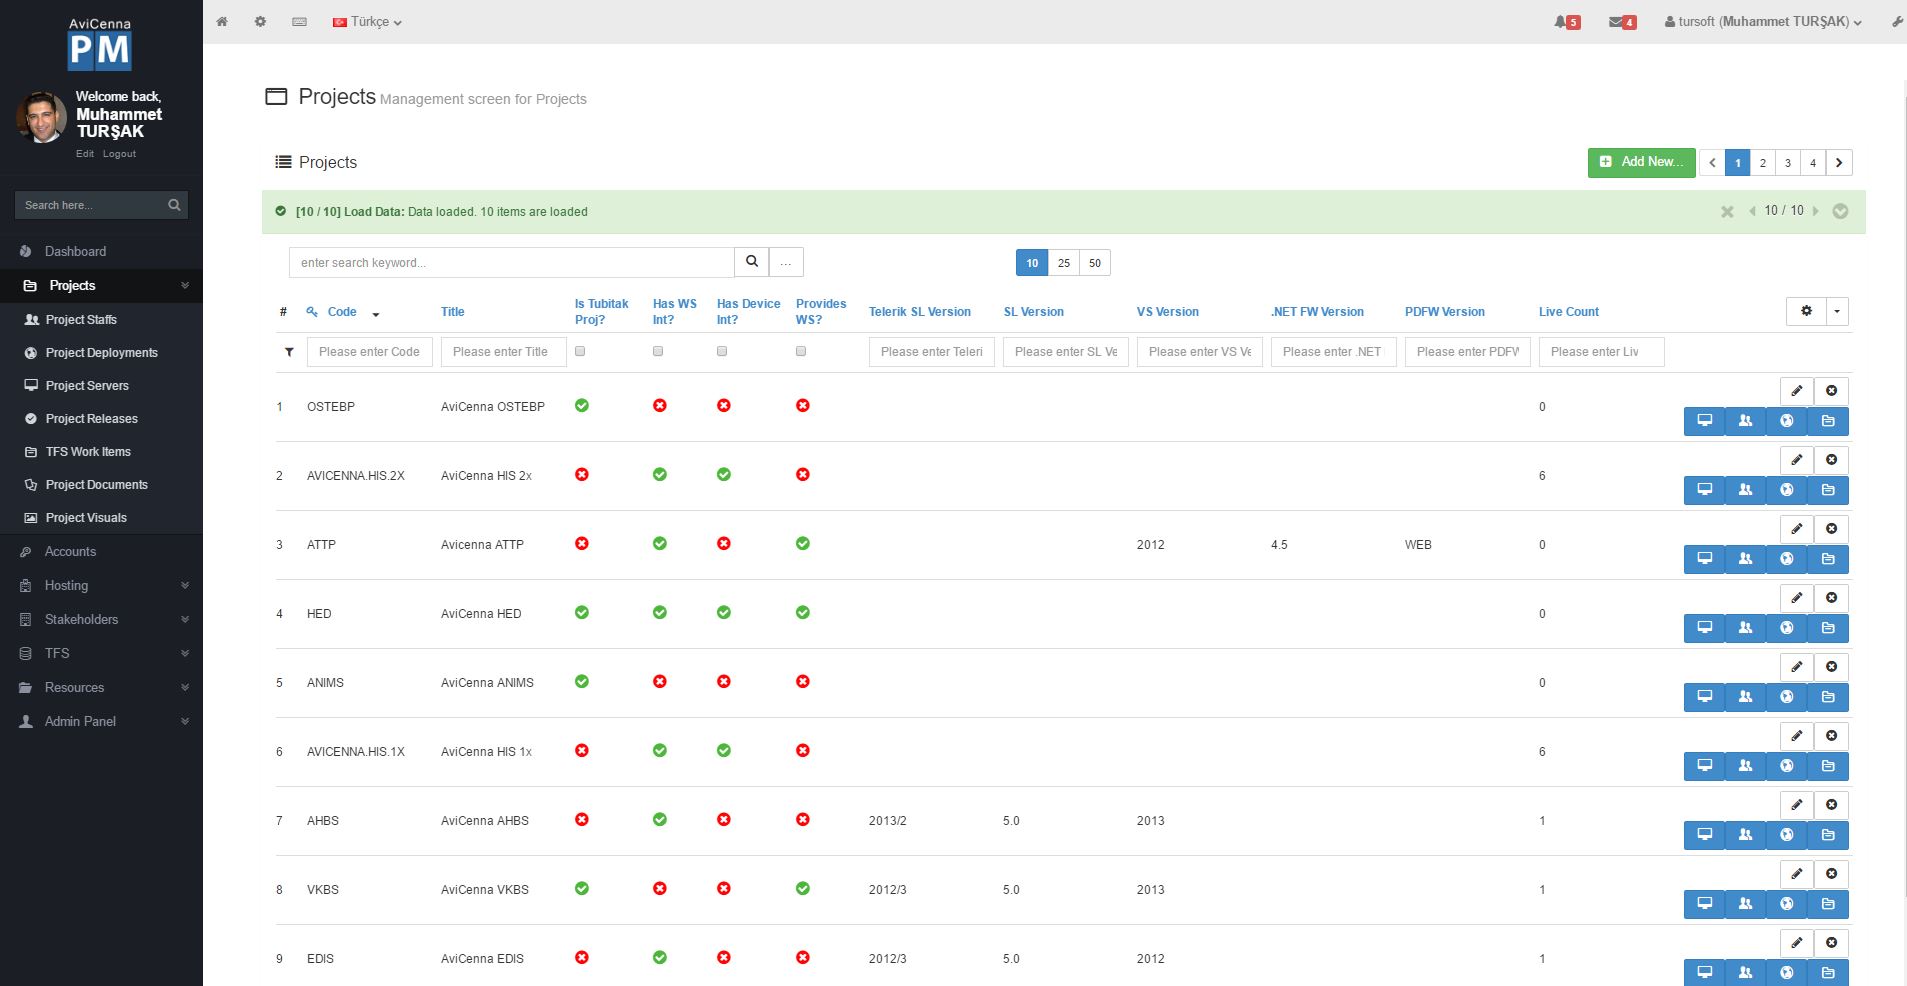 AviCenna
PM
Welcome back,
Muhammet
TURŞAK
Edit Logout
Search here...
Dashboard
Projects
Project Staffs
Project Deployments
Project Servers
Project Releases
TFS Work Items
Project Documents
Project Visuals
Accounts
Hosting
Stakeholders
TFS
Resources
Admin Panel
Türkçe 5 4 tursoft (Muhammet TURŞAK)
Projects Management screen for Projects
Projects Add New... 1 2 3 4
[10 / 10] Load Data: Data loaded. 10 items are loaded 10 / 10
enter search keyword... ... 10 25 50
# Code Title Is Tubitak Proj? Has WS Int? Has Device Int? Provides WS? Telerik SL Version SL Version VS Version .NET FW Version PDFW Version Live Count
Please enter Code Please enter Title Please enter Teleri Please enter SL Ve Please enter VS Ve Please enter .NET Please enter PDFW Please enter Liv
1 OSTEBP AviCenna OSTEBP 0
2 AVICENNA.HIS.2X AviCenna HIS 2x 6
3 ATTP Avicenna ATTP 2012 4.5 WEB 0
4 HED AviCenna HED 0
5 ANIMS AviCenna ANIMS 0
6 AVICENNA.HIS.1X AviCenna HIS 1x 6
7 AHBS AviCenna AHBS 2013/2 5.0 2013 1
8 VKBS AviCenna VKBS 2012/3 5.0 2013 1
9 EDIS AviCenna EDIS 2012/3 5.0 2012 1